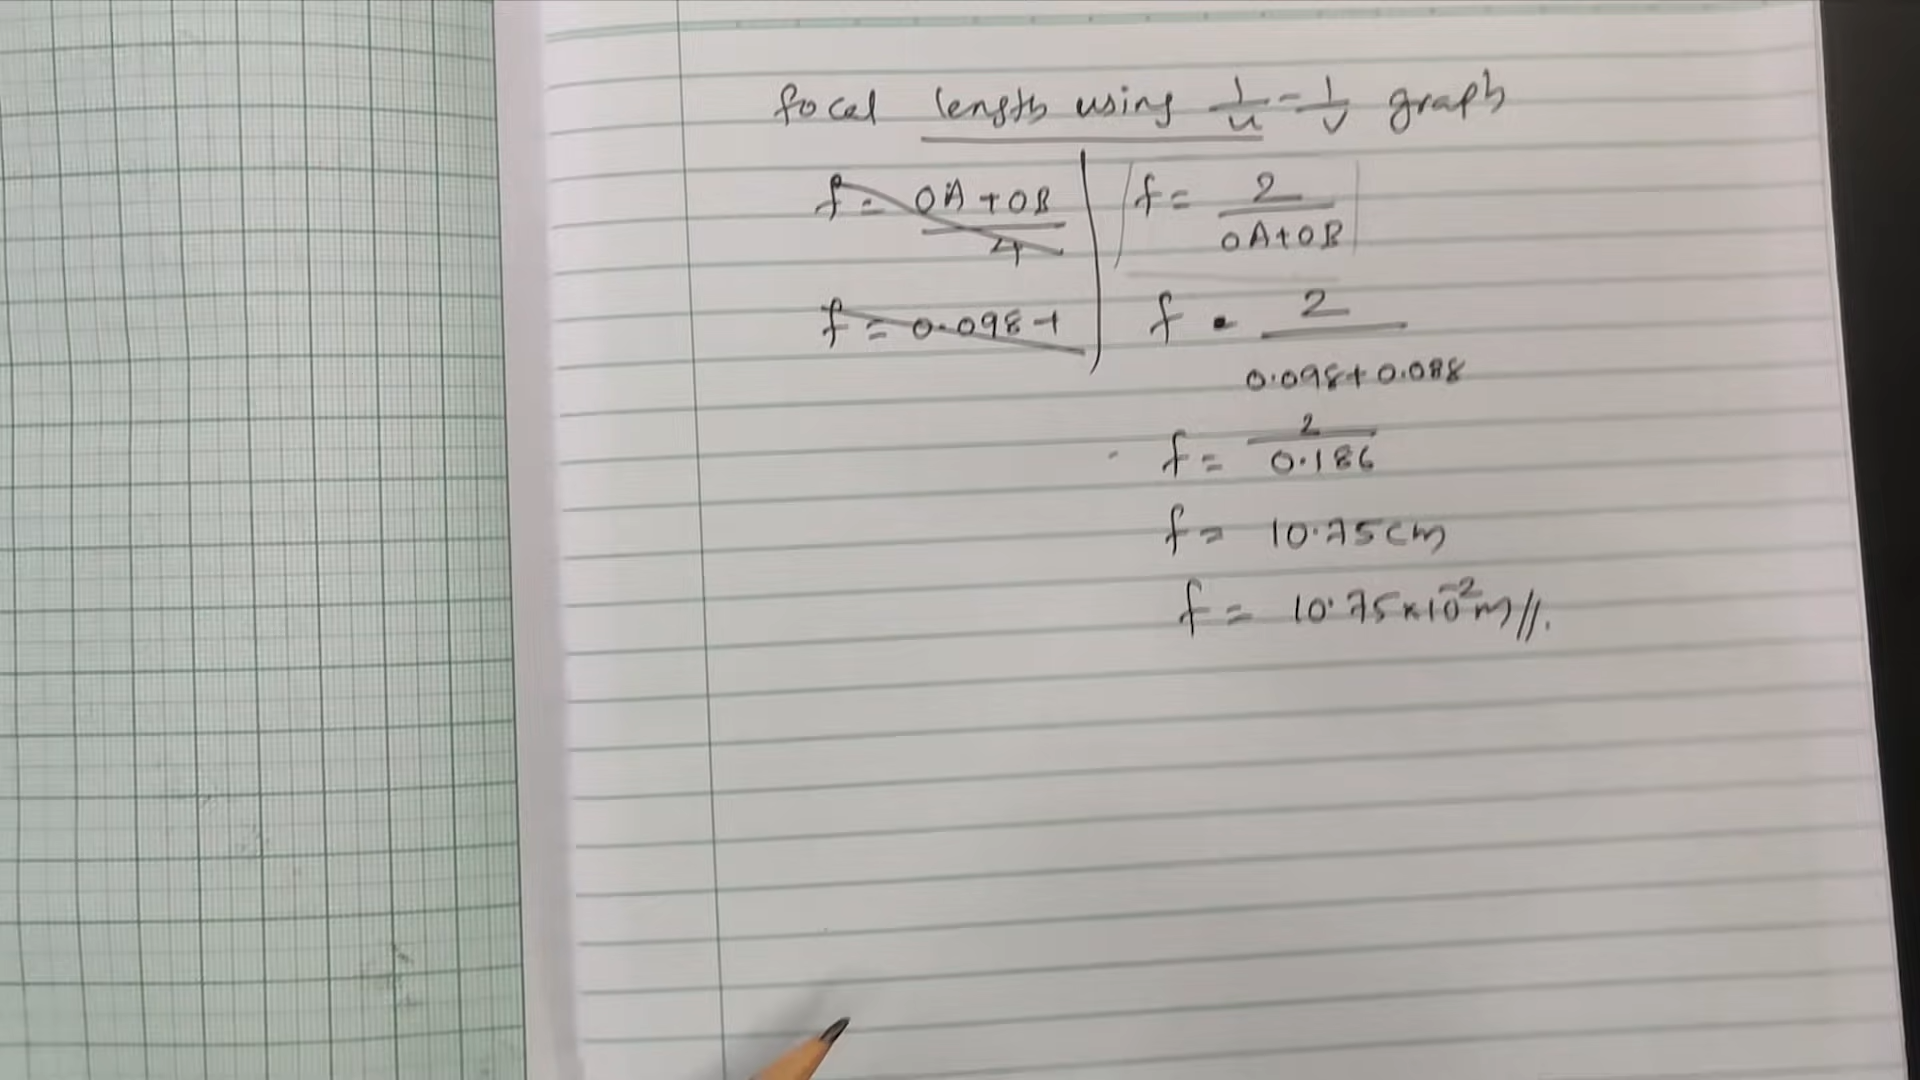 focal length using 1/u - 1/v graph
f = OA + OB / 4
f = 0.098 +
f = 2 / OA + OB
f = 2 / 0.098 + 0.088
f = 2 / 0.186
f = 10.75 cm
f = 10.75 × 10⁻² m //.